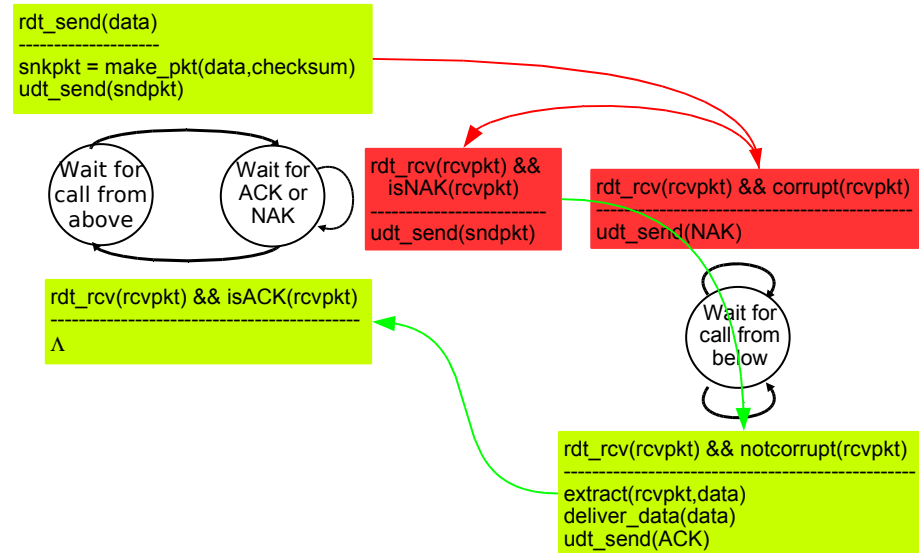 rdt_send(data)
--------------------
snkpkt = make_pkt(data,checksum)
udt_send(sndpkt)
Wait for
call from
above
Wait for
ACK or
NAK
rdt_rcv(rcvpkt) &&
isNAK(rcvpkt)
-------------------------
udt_send(sndpkt)
rdt_rcv(rcvpkt) && corrupt(rcvpkt)
---------------------------------------------
udt_send(NAK)
rdt_rcv(rcvpkt) && isACK(rcvpkt)
--------------------------------------------
Λ
Wait for
call from
below
rdt_rcv(rcvpkt) && notcorrupt(rcvpkt)
--------------------------------------------------
extract(rcvpkt,data)
deliver_data(data)
udt_send(ACK)